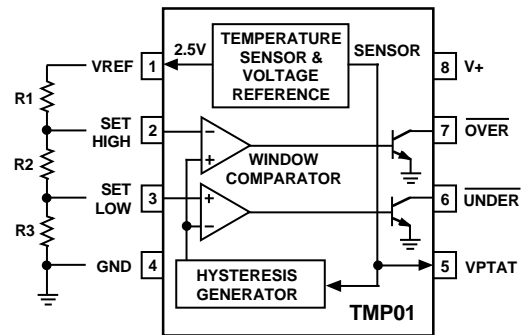 VREF
R1
SET
HIGH
R2
SET
LOW
R3
GND
1
2
3
4
2.5V
TEMPERATURE
SENSOR &
VOLTAGE
REFERENCE
SENSOR
−
+
WINDOW
COMPARATOR
+
−
HYSTERESIS
GENERATOR
TMP01
8
V+
7
OVER
6
UNDER
5
VPTAT